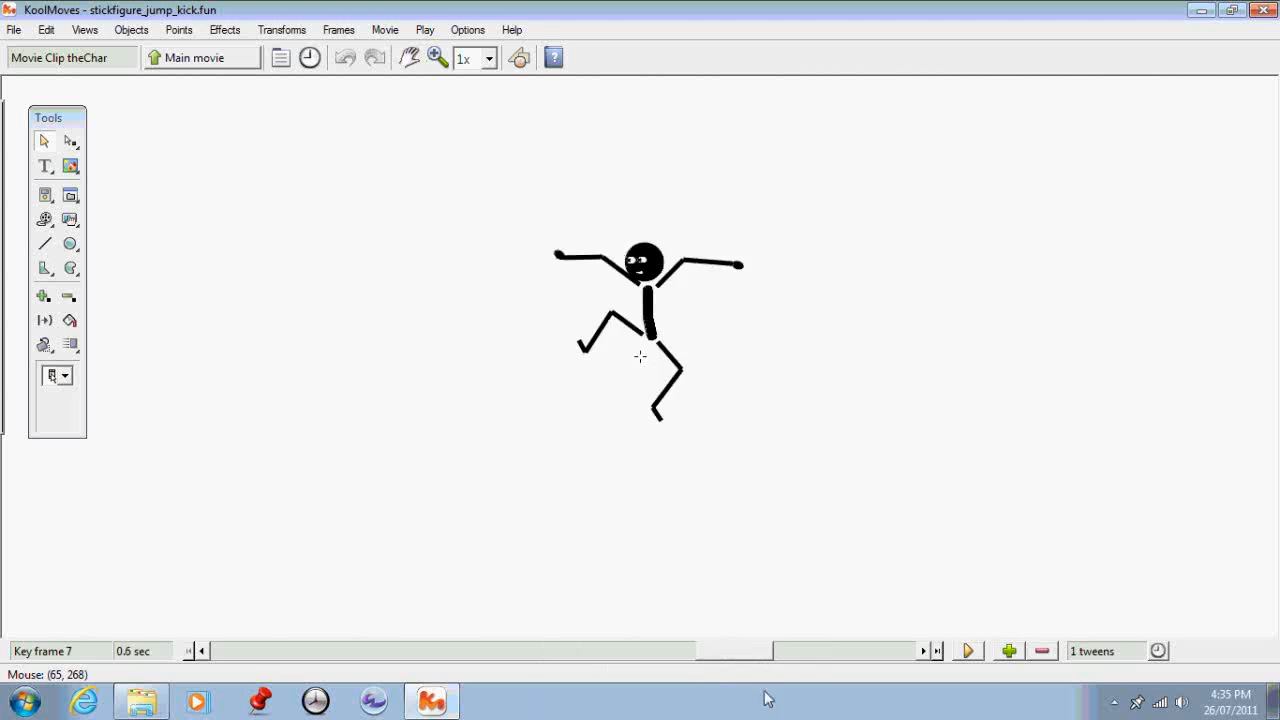 KoolMoves - stickfigure_jump_kick.fun
File Edit Views Objects Points Effects Transforms Frames Movie Play Options Help
Movie Clip theChar Main movie 1x
Tools
Key frame 7 0.6 sec 1 tweens
Mouse: (65, 268)
4:35 PM
26/07/2011